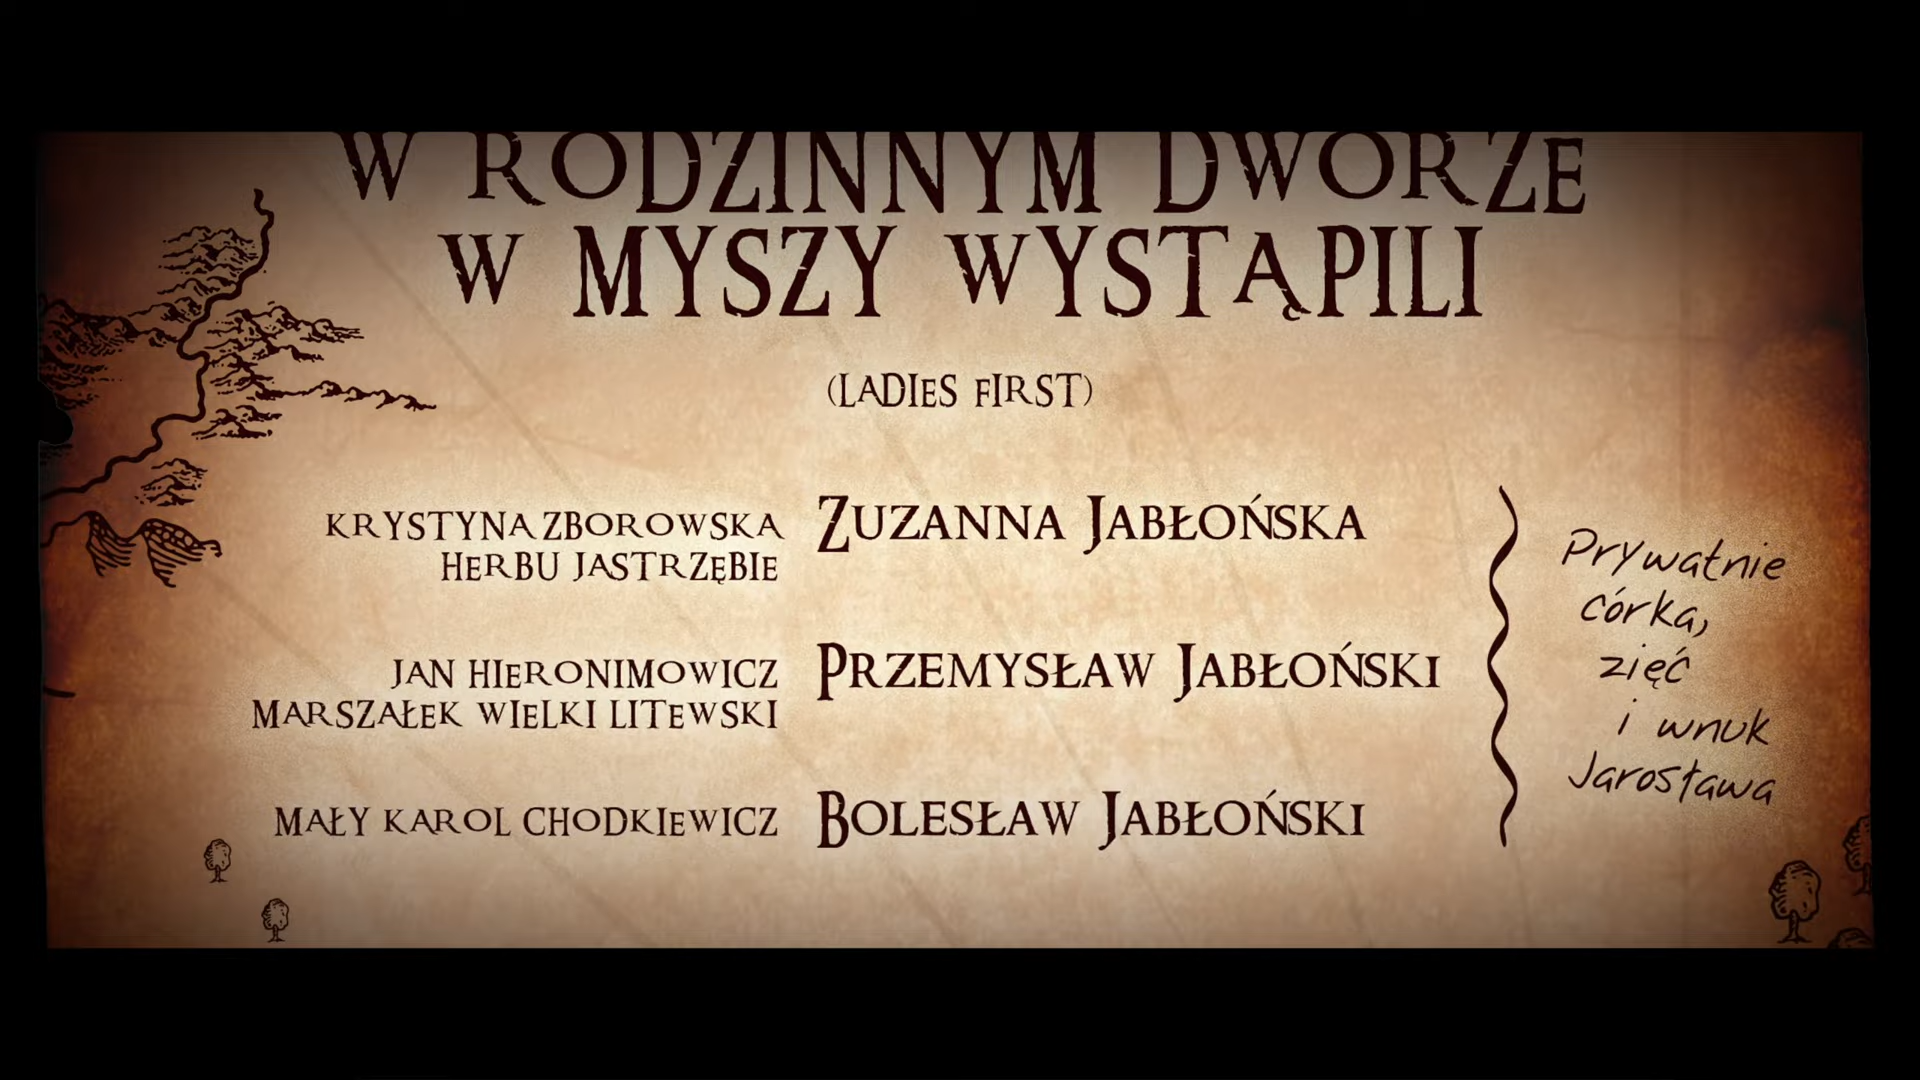 W RODZINNYM DWORZE
W MYSZY WYSTĄPILI
(LADIES FIRST)
KRYSTYNA ZBOROWSKA ZUZANNA JABŁOŃSKA
HERBU JASTRZĘBIE
JAN HIERONIMOWICZ PRZEMYSŁAW JABŁOŃSKI
MARSZAŁEK WIELKI LITEWSKI
MAŁY KAROL CHODKIEWICZ BOLESŁAW JABŁOŃSKI
Prywatnie
córka,
zięć
i wnuk
Jarosława